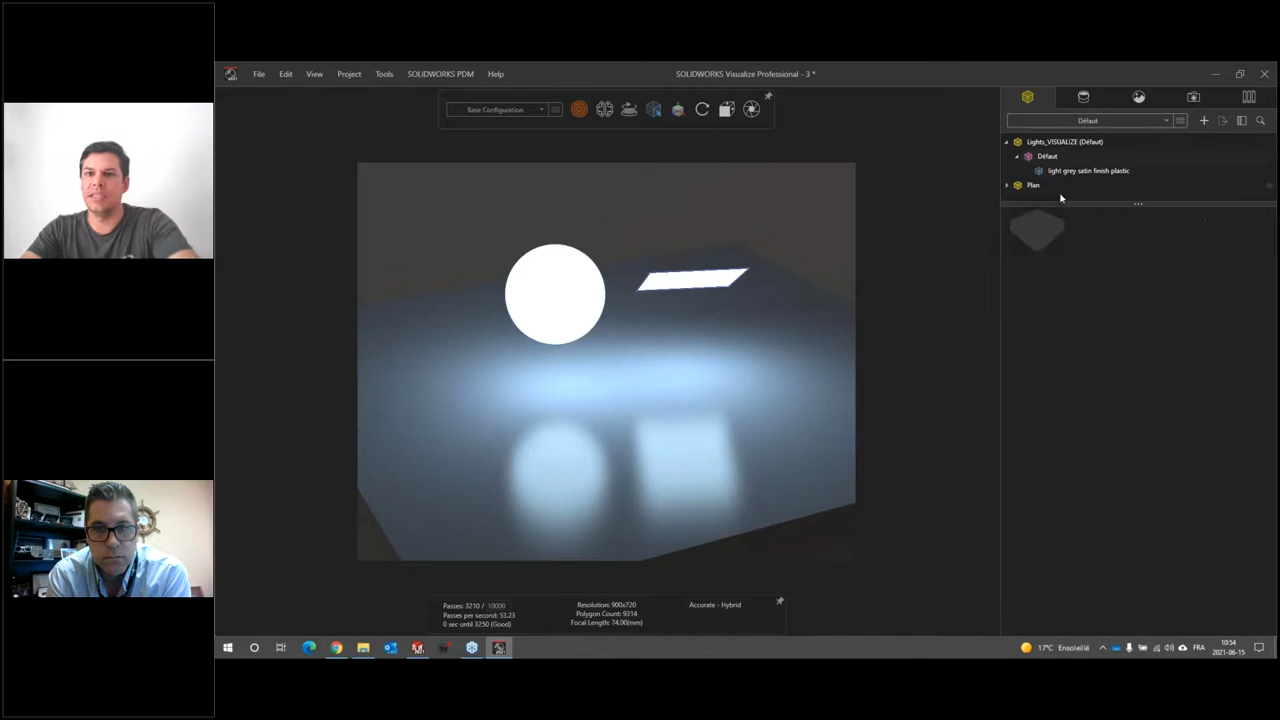 File Edit View Project Tools SOLIDWORKS PDM Help
SOLIDWORKS Visualize Professional - 3 *
Base Configuration
Défaut
Lights_VISUALIZE (Défaut)
Défaut
light grey satin finish plastic
Plan
Passes: 3210 / 10000
Passes per second: 53.23
0 sec until 3250 (Good)
Resolution: 900x720
Polygon Count: 9314
Focal Length: 74.00(mm)
Accurate - Hybrid
17°C Ensoleillé
FRA
10:54
2021-06-15